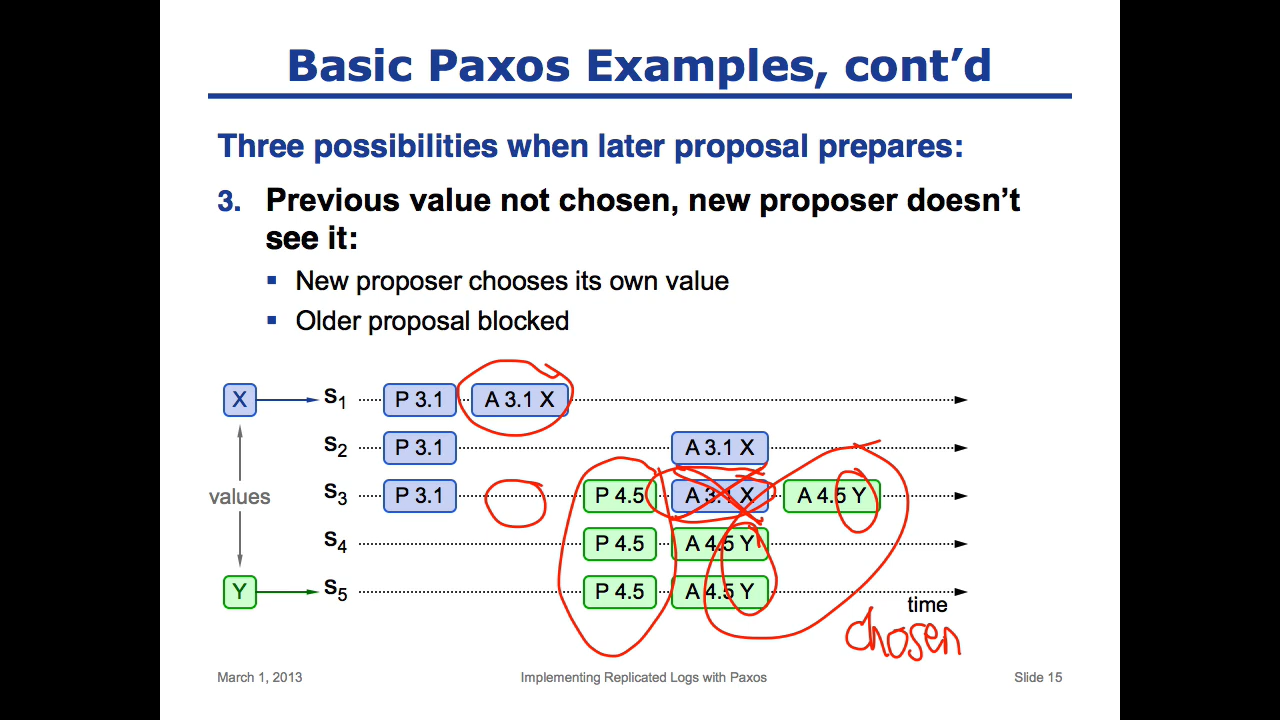 Basic Paxos Examples, cont’d
Three possibilities when later proposal prepares:
3. Previous value not chosen, new proposer doesn’t
see it:
▪ New proposer chooses its own value
▪ Older proposal blocked
X S1 P 3.1 A 3.1 X
S2 P 3.1 A 3.1 X
values S3 P 3.1 P 4.5 A 3.1 X A 4.5 Y
S4 P 4.5 A 4.5 Y
Y S5 P 4.5 A 4.5 Y
time
chosen
March 1, 2013 Implementing Replicated Logs with Paxos Slide 15